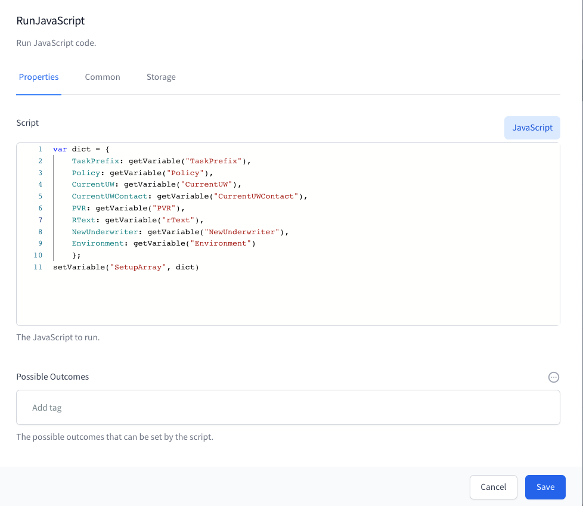 RunJavaScript
Run JavaScript code.
Properties Common Storage
Script
JavaScript
1 var dict = {
2 TaskPrefix: getVariable("TaskPrefix"),
3 Policy: getVariable("Policy"),
4 CurrentUW: getVariable("CurrentUW"),
5 CurrentUWContact: getVariable("CurrentUWContact"),
6 PVR: getVariable("PVR"),
7 RText: getVariable("rText"),
8 NewUnderwriter: getVariable("NewUnderwriter"),
9 Environment: getVariable("Environment")
10 };
11 setVariable("SetupArray", dict)
The JavaScript to run.
Possible Outcomes
Add tag
The possible outcomes that can be set by the script.
Cancel Save